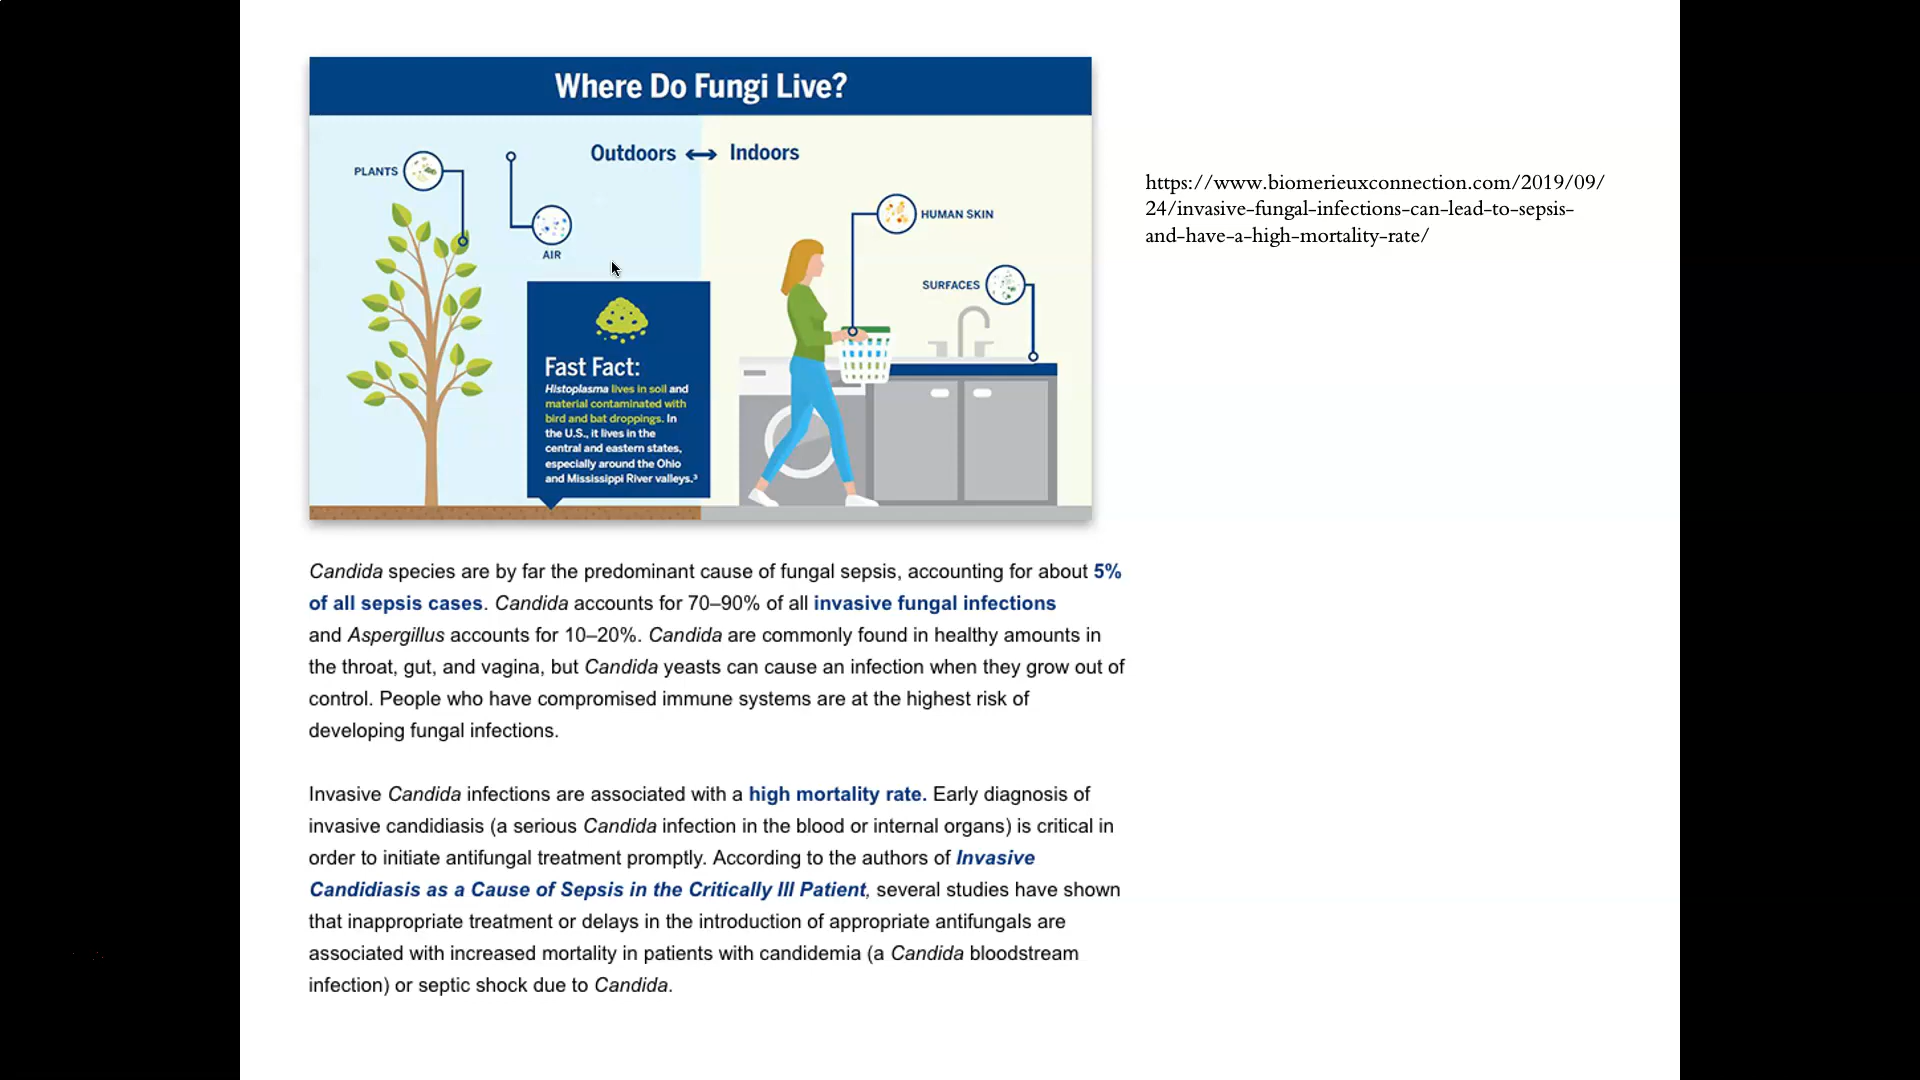 Where Do Fungi Live?
Outdoors ↔ Indoors
PLANTS
AIR
HUMAN SKIN
SURFACES
Fast Fact:
Histoplasma lives in soil and
material contaminated with
bird and bat droppings. In
the U.S., it lives in the
central and eastern states,
especially around the Ohio
and Mississippi River valleys.³
https://www.biomerieuxconnection.com/2019/09/
24/invasive-fungal-infections-can-lead-to-sepsis-
and-have-a-high-mortality-rate/
Candida species are by far the predominant cause of fungal sepsis, accounting for about 5%
of all sepsis cases. Candida accounts for 70–90% of all invasive fungal infections
and Aspergillus accounts for 10–20%. Candida are commonly found in healthy amounts in
the throat, gut, and vagina, but Candida yeasts can cause an infection when they grow out of
control. People who have compromised immune systems are at the highest risk of
developing fungal infections.
Invasive Candida infections are associated with a high mortality rate. Early diagnosis of
invasive candidiasis (a serious Candida infection in the blood or internal organs) is critical in
order to initiate antifungal treatment promptly. According to the authors of Invasive
Candidiasis as a Cause of Sepsis in the Critically Ill Patient, several studies have shown
that inappropriate treatment or delays in the introduction of appropriate antifungals are
associated with increased mortality in patients with candidemia (a Candida bloodstream
infection) or septic shock due to Candida.